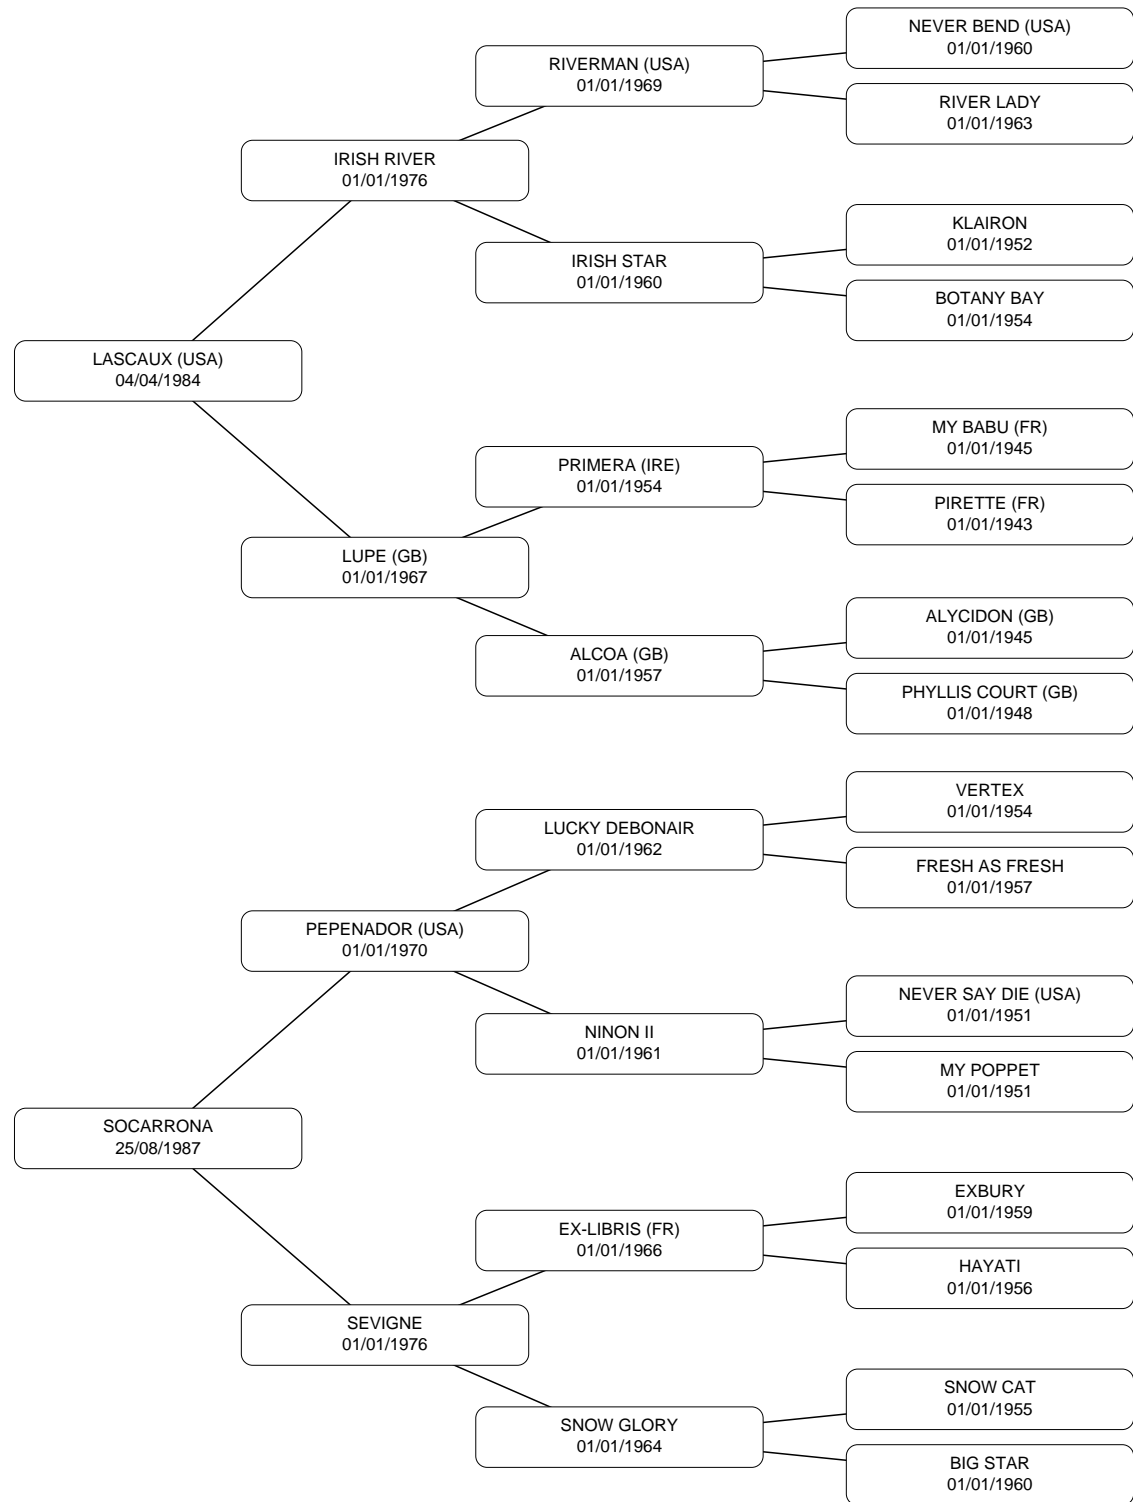 NEVER BEND (USA)
01/01/1960
RIVERMAN (USA)
01/01/1969
RIVER LADY
01/01/1963
IRISH RIVER
01/01/1976
KLAIRON
01/01/1952
IRISH STAR
01/01/1960
BOTANY BAY
01/01/1954
LASCAUX (USA)
04/04/1984
MY BABU (FR)
01/01/1945
PRIMERA (IRE)
01/01/1954
PIRETTE (FR)
01/01/1943
LUPE (GB)
01/01/1967
ALYCIDON (GB)
01/01/1945
ALCOA (GB)
01/01/1957
PHYLLIS COURT (GB)
01/01/1948
VERTEX
01/01/1954
LUCKY DEBONAIR
01/01/1962
FRESH AS FRESH
01/01/1957
PEPENADOR (USA)
01/01/1970
NEVER SAY DIE (USA)
01/01/1951
NINON II
01/01/1961
MY POPPET
01/01/1951
SOCARRONA
25/08/1987
EXBURY
01/01/1959
EX-LIBRIS (FR)
01/01/1966
HAYATI
01/01/1956
SEVIGNE
01/01/1976
SNOW CAT
01/01/1955
SNOW GLORY
01/01/1964
BIG STAR
01/01/1960